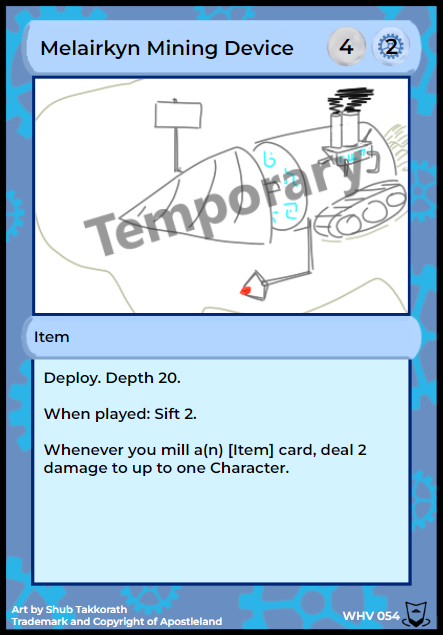 Melairkyn Mining Device
4
2
Temporary
Item
Deploy. Depth 20.
When played: Sift 2.
Whenever you mill a(n) [Item] card, deal 2
damage to up to one Character.
Art by Shub Takkorath
Trademark and Copyright of Apostleland
WHV 054